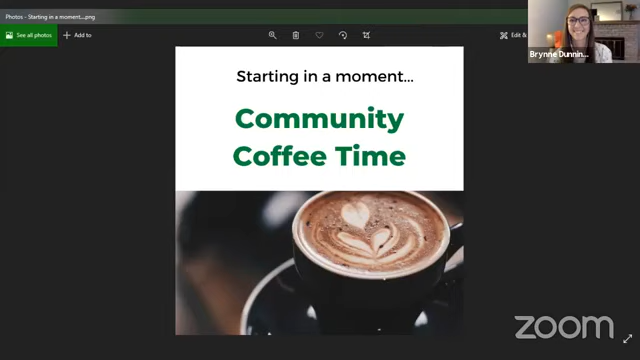 Photos - Starting in a moment....png
See all photos
Add to
Edit &
Brynne Dunnin...
Starting in a moment...
Community
Coffee Time
zoom